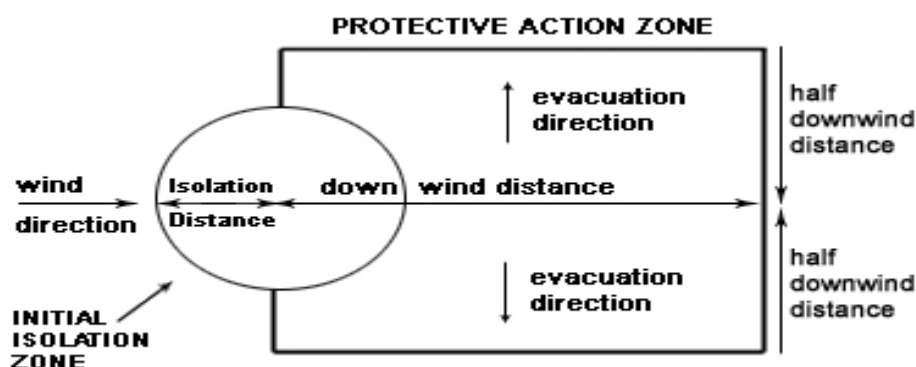 PROTECTIVE ACTION ZONE
evacuation
direction
half
downwind
distance
wind
direction
Isolation
Distance
down wind distance
evacuation
direction
half
downwind
distance
INITIAL
ISOLATION
ZONE